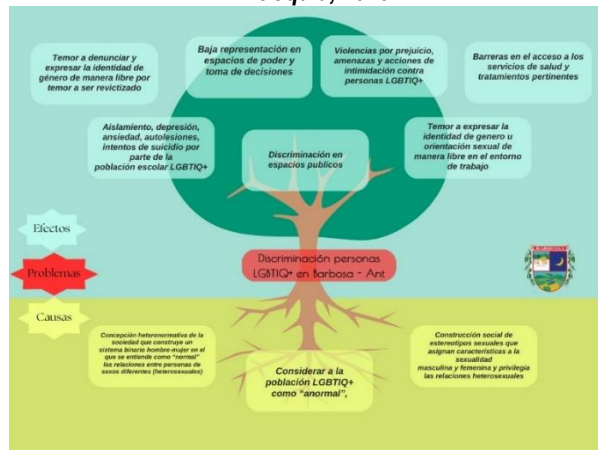 Temor a denunciar y
expresar la identidad de
género de manera libre por
temor a ser revictizado
Baja representación en
espacios de poder y
toma de decisiones
Violencias por prejuicio,
amenazas y acciones de
intimidación contra
personas LGBTIQ+
Barreras en el acceso a los
servicios de salud y
tratamientos pertinentes
Aislamiento, depresión,
ansiedad, autolesiones,
intentos de suicidio por
parte de la
población escolar LGBTIQ+
Discriminación en
espacios publicos
Temor a expresar la
identidad de genero u
orientación sexual de
manera libre en el entorno
de trabajo
Efectos
Problemas
Causas
Discriminación personas
LGBTIQ+ en Barbosa - Ant
Concepción heteronormativa de la
sociedad que construye un
sistema binario hombre-mujer en el
que se entiende como "normal"
las relaciones entre personas de
sexos diferentes (heterosexuales)
Considerar a la
población LGBTIQ+
como "anormal",
Construcción social de
estereotipos sexuales que
asignan características a la
sexualidad
masculina y femenina y privilegia
las relaciones heterosexuales